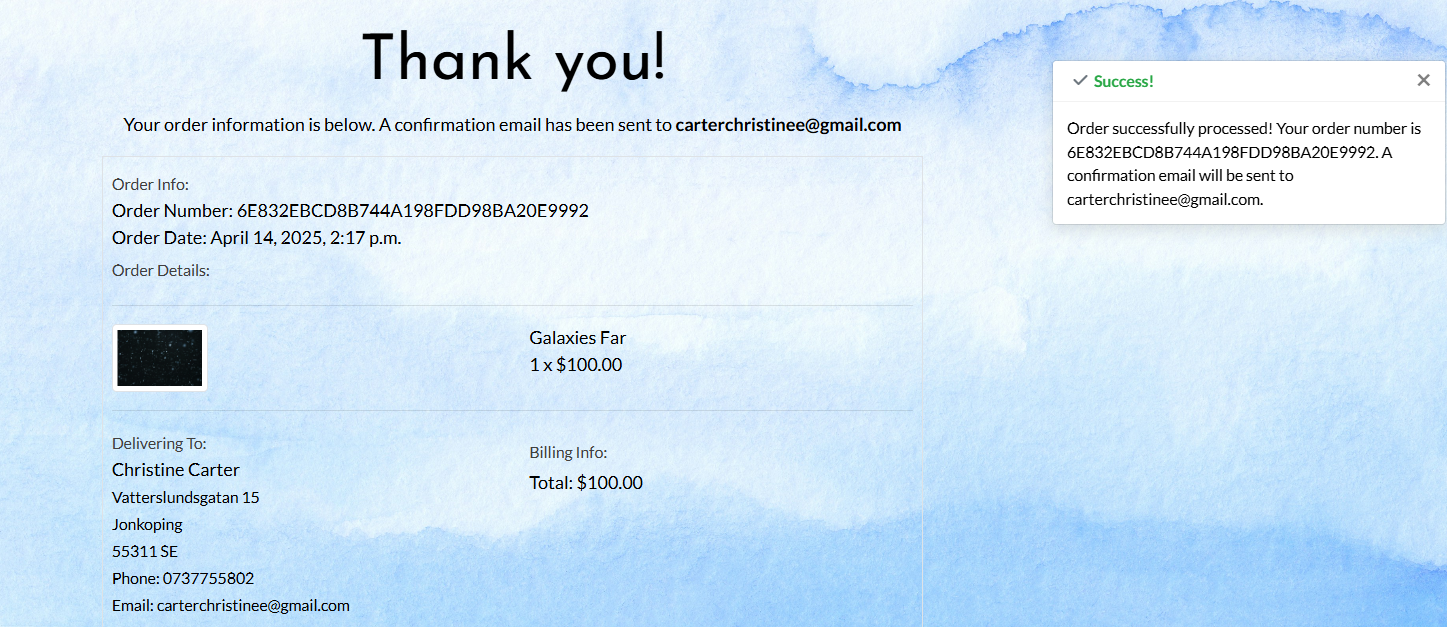 Thank you!
Your order information is below. A confirmation email has been sent to carterchristinee@gmail.com
Order Info:
Order Number: 6E832EBCD8B744A198FDD98BA20E9992
Order Date: April 14, 2025, 2:17 p.m.
Order Details:
Galaxies Far
1 x $100.00
Delivering To:
Christine Carter
Vatterslundsgatan 15
Jonkoping
55311 SE
Phone: 0737755802
Email: carterchristinee@gmail.com
Billing Info:
Total: $100.00
Success!
Order successfully processed! Your order number is
6E832EBCD8B744A198FDD98BA20E9992. A
confirmation email will be sent to
carterchristinee@gmail.com.